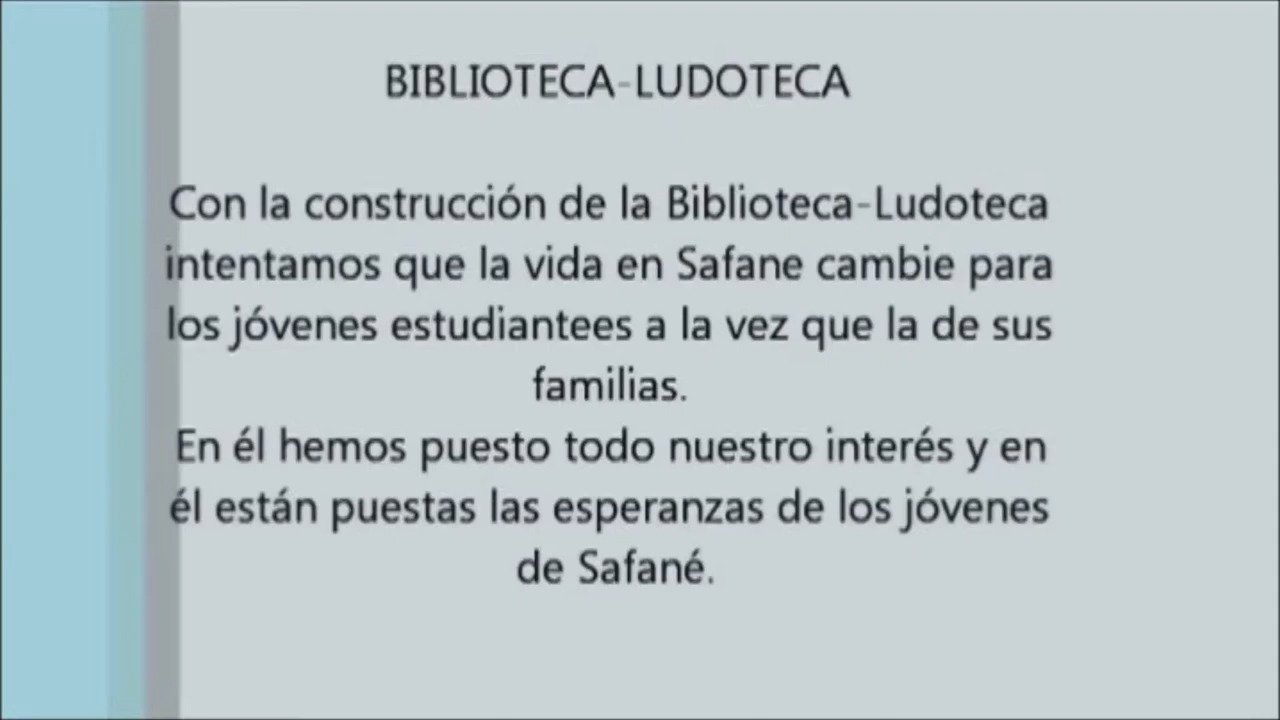 BIBLIOTECA-LUDOTECA
Con la construcción de la Biblioteca-Ludoteca
intentamos que la vida en Safane cambie para
los jóvenes estudiantees a la vez que la de sus
familias.
En él hemos puesto todo nuestro interés y en
él están puestas las esperanzas de los jóvenes
de Safané.